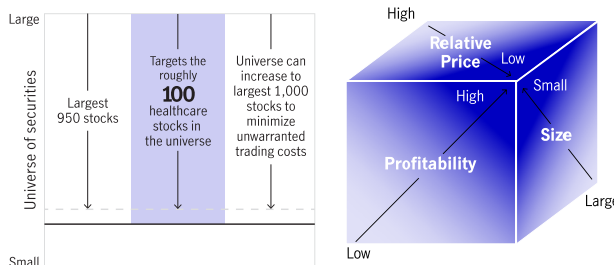 Large
Universe of securities
Largest
950 stocks
Targets the
roughly
100
healthcare
stocks in
the universe
Universe can
increase to
largest 1,000
stocks to
minimize
unwarranted
trading costs
Small
High
Relative
Price
Low
Small
High
Size
Profitability
Large
Low